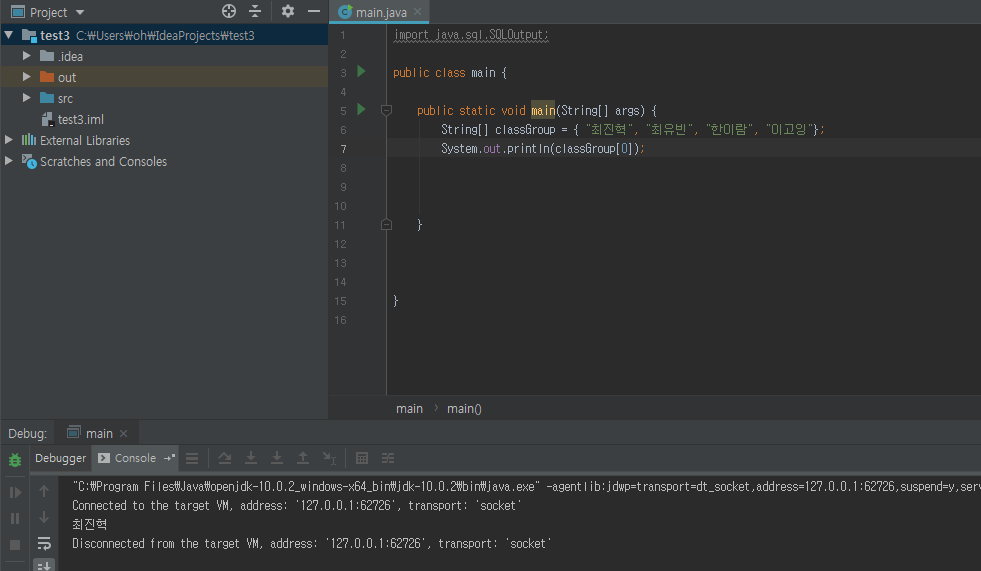 Project
main.java
test3 C:₩Users₩oh₩IdeaProjects₩test3
.idea
out
src
test3.iml
External Libraries
Scratches and Consoles
1 import java.sql.SQLOutput;
2
3 public class main {
4
5 public static void main(String[] args) {
6 String[] classGroup = { "최진혁", "최유빈", "한이람", "이고잉"};
7 System.out.println(classGroup[0]);
8
9
10
11 }
12
13
14
15 }
16
main > main()
Debug: main
Debugger Console
"C:₩Program Files₩Java₩openjdk-10.0.2_windows-x64_bin₩jdk-10.0.2₩bin₩java.exe" -agentlib:jdwp=transport=dt_socket,address=127.0.0.1:62726,suspend=y,ser
Connected to the target VM, address: '127.0.0.1:62726', transport: 'socket'
최진혁
Disconnected from the target VM, address: '127.0.0.1:62726', transport: 'socket'